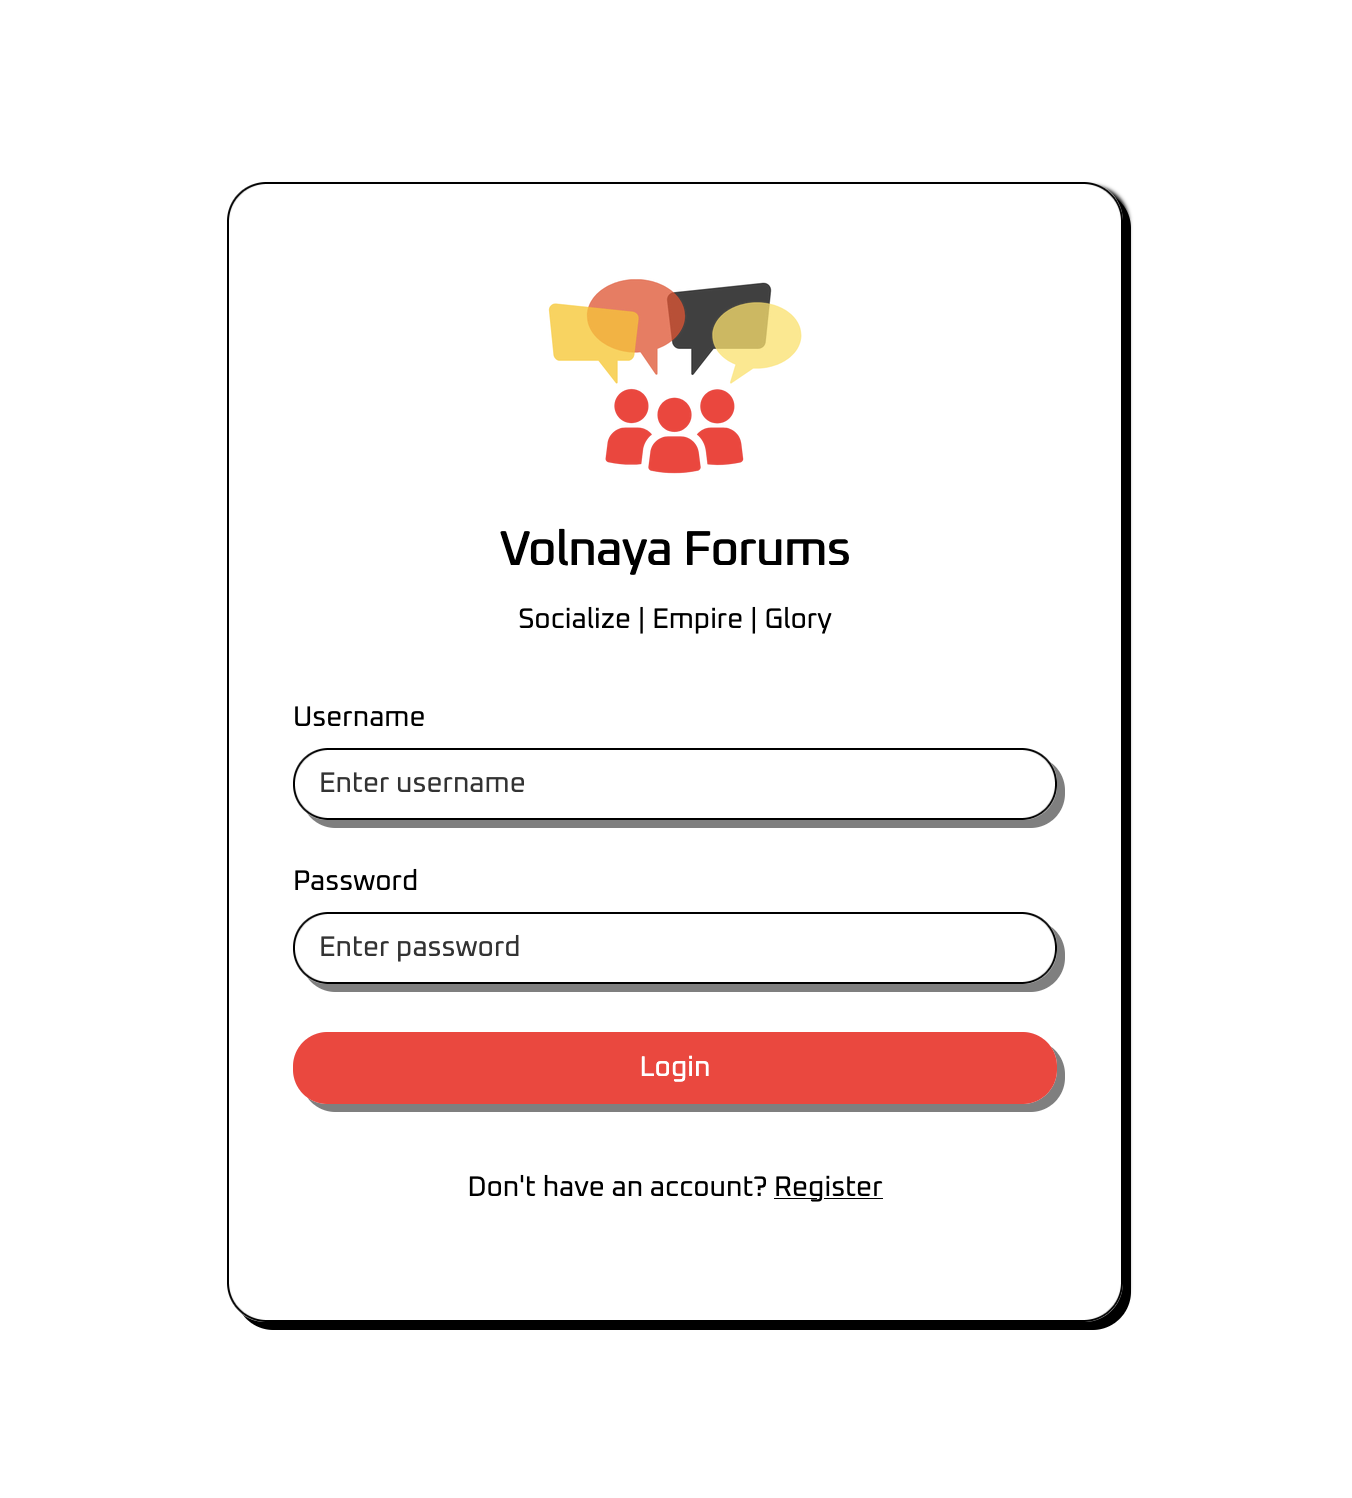 Volnaya Forums
Socialize | Empire | Glory
Username
Enter username
Password
Enter password
Login
Don't have an account? Register